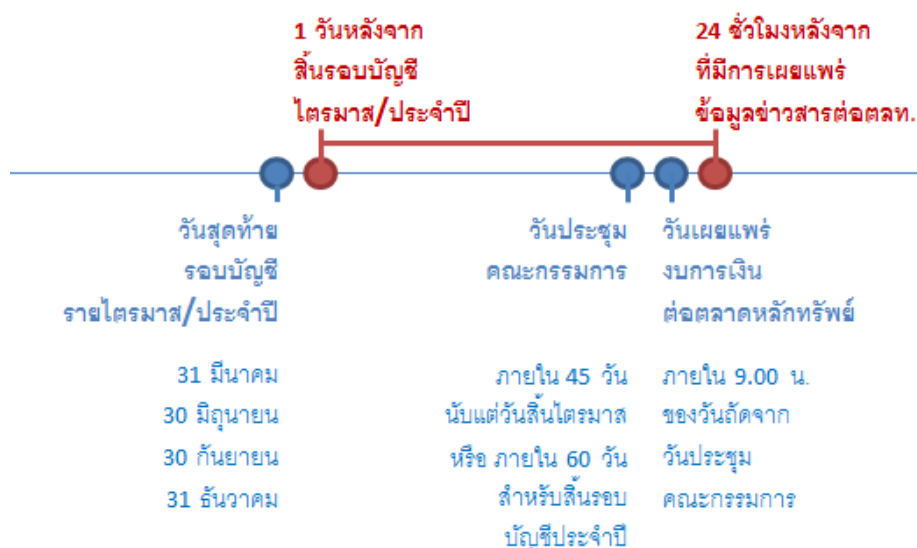 1 วันหลังจาก
สิ้นรอบบัญชี
ไตรมาส/ประจำปี
24 ชั่วโมงหลังจาก
ที่มีการเผยแพร่
ข้อมูลข่าวสารต่อตลท.
วันสุดท้าย
รอบบัญชี
รายไตรมาส/ประจำปี
วันประชุม
คณะกรรมการ
วันเผยแพร่
งบการเงิน
ต่อตลาดหลักทรัพย์
31 มีนาคม
30 มิถุนายน
30 กันยายน
31 ธันวาคม
ภายใน 45 วัน
นับแต่วันสิ้นไตรมาส
หรือ ภายใน 60 วัน
สำหรับสิ้นรอบ
บัญชีประจำปี
ภายใน 9.00 น.
ของวันถัดจาก
วันประชุม
คณะกรรมการ